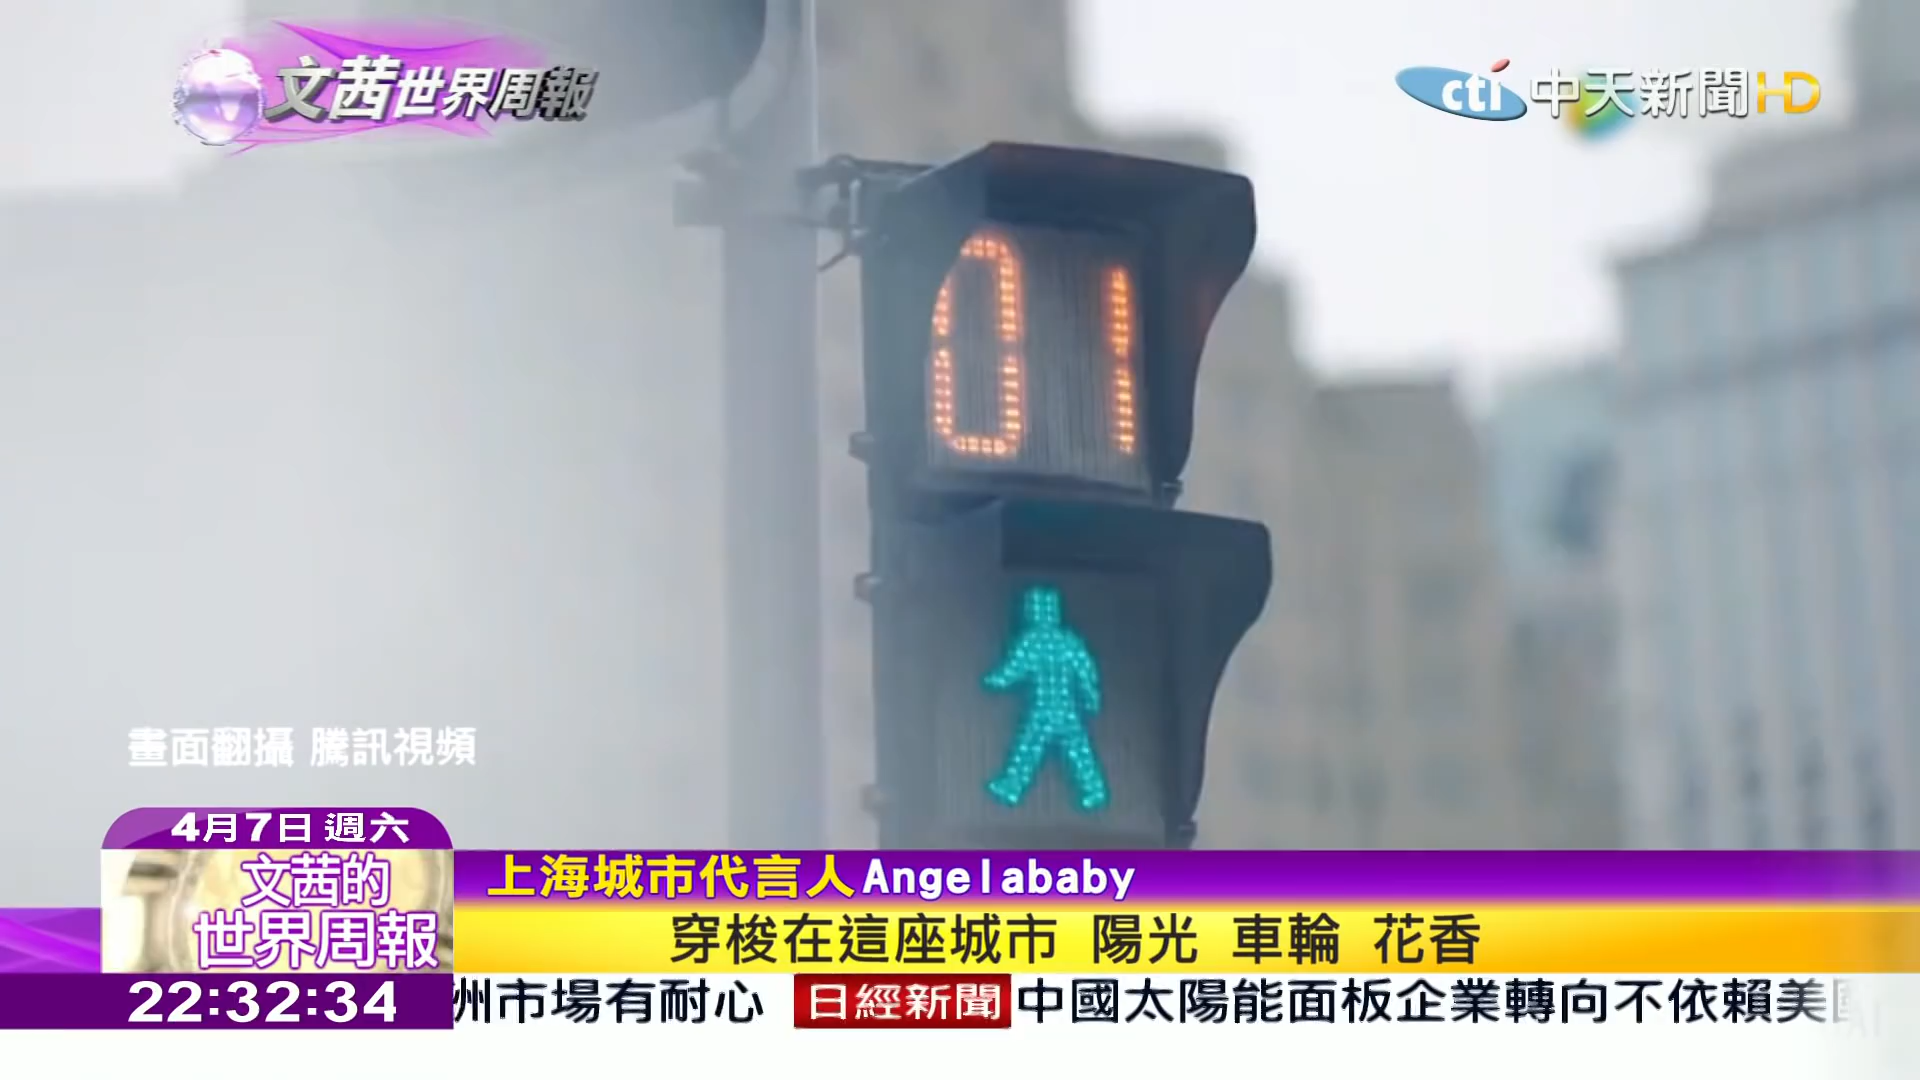 文茜世界周報
cti 中天新聞HD
01
畫面翻攝 騰訊視頻
4月7日 週六
文茜的
世界周報
上海城市代言人Angelababy
穿梭在這座城市 陽光 車輪 花香
22:32:34
洲市場有耐心 日經新聞 中國太陽能面板企業轉向不依賴美國